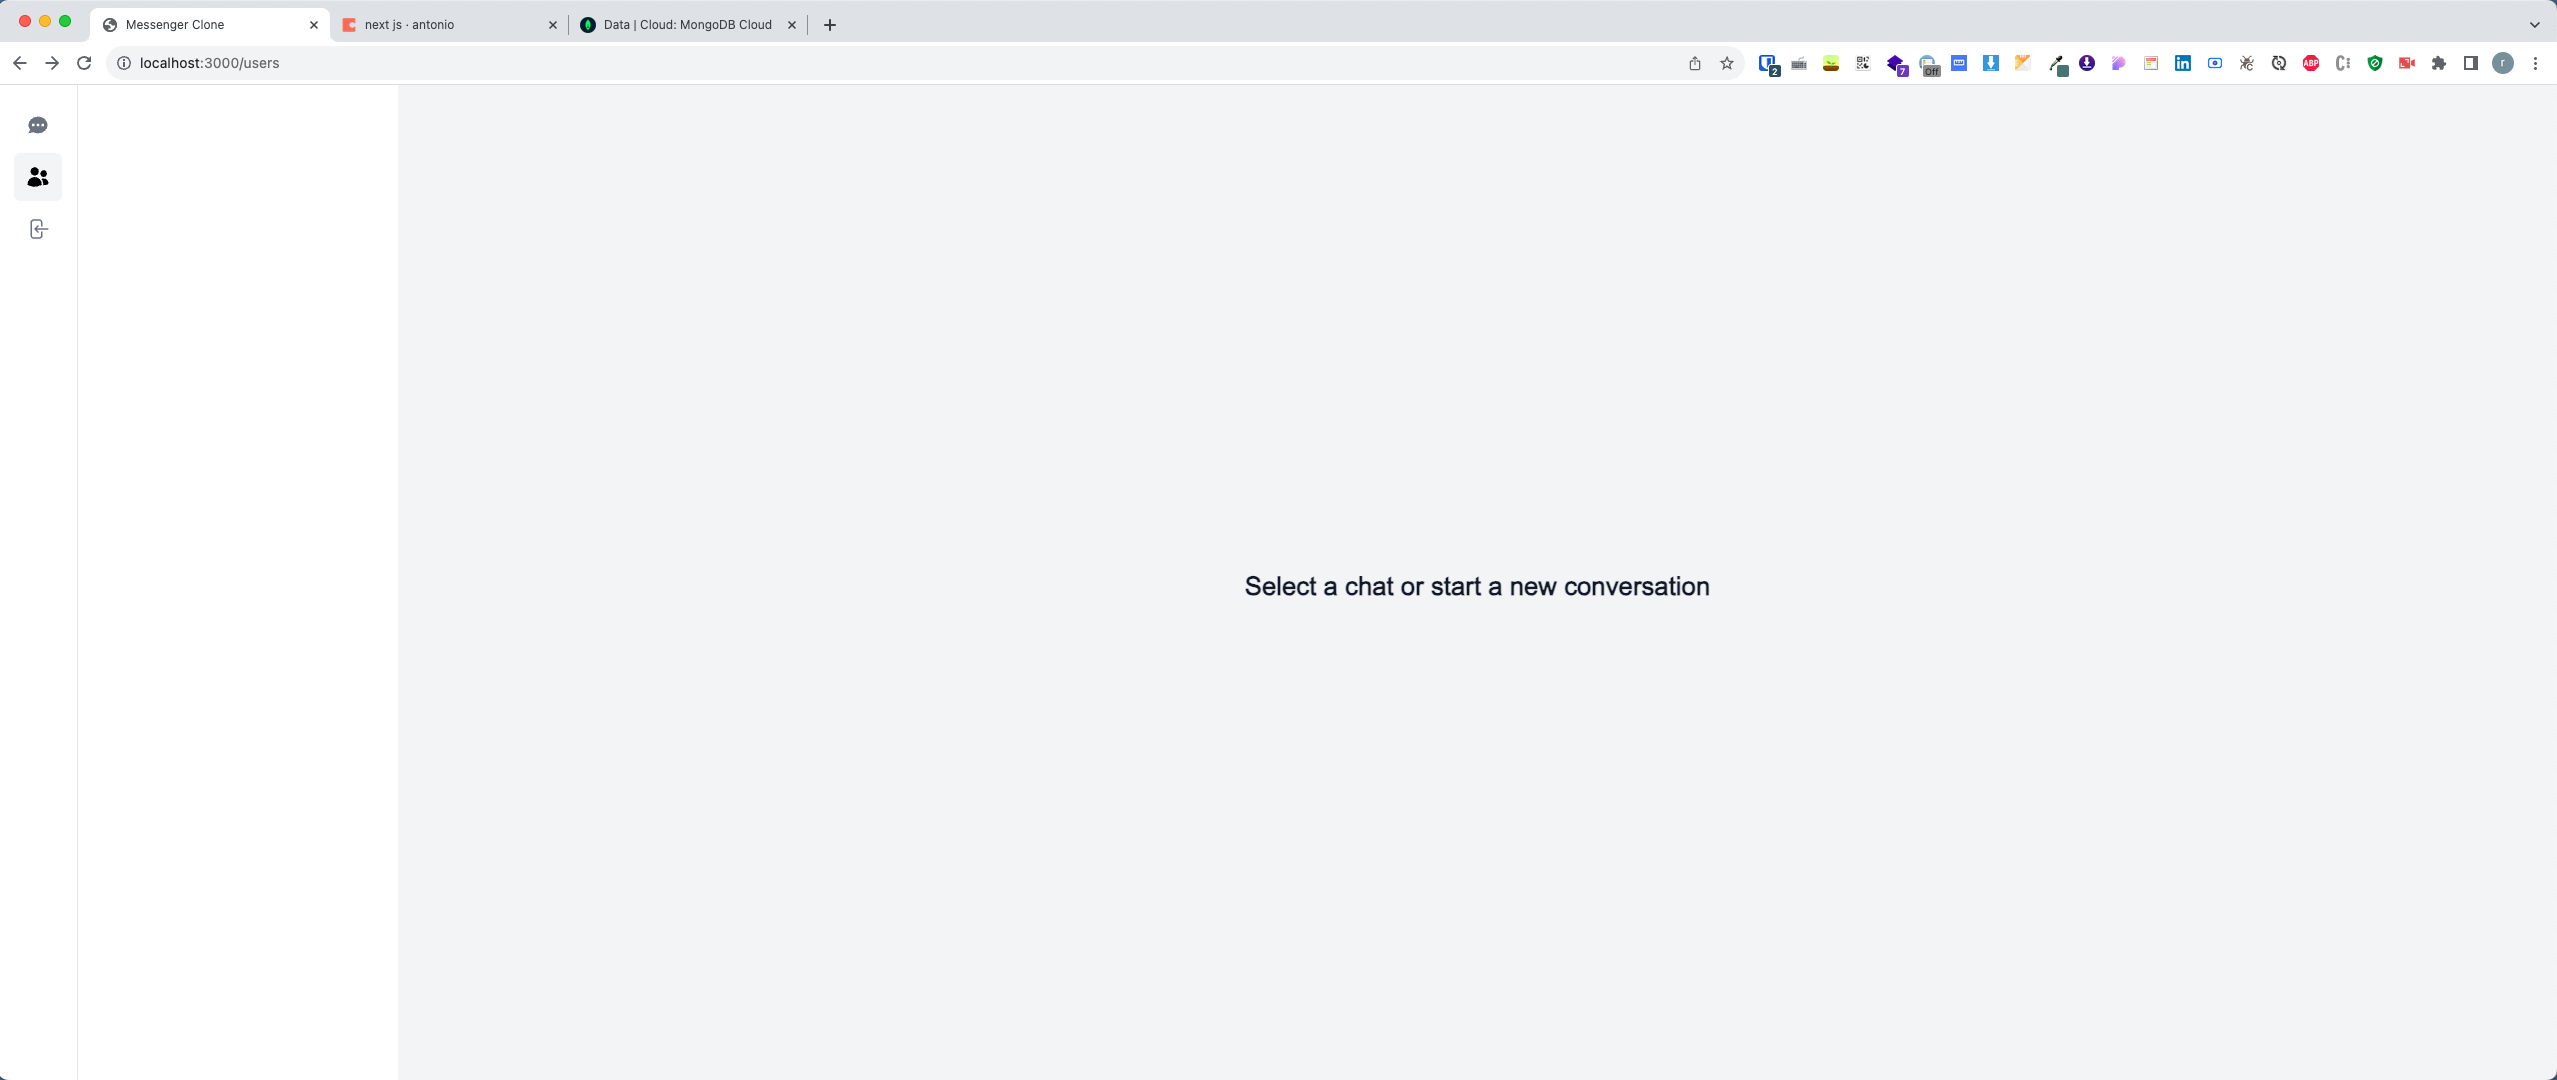 Messenger Clone
next js · antonio
Data | Cloud: MongoDB Cloud
localhost:3000/users
2
7
Off
in
ABP
C
r
Select a chat or start a new conversation